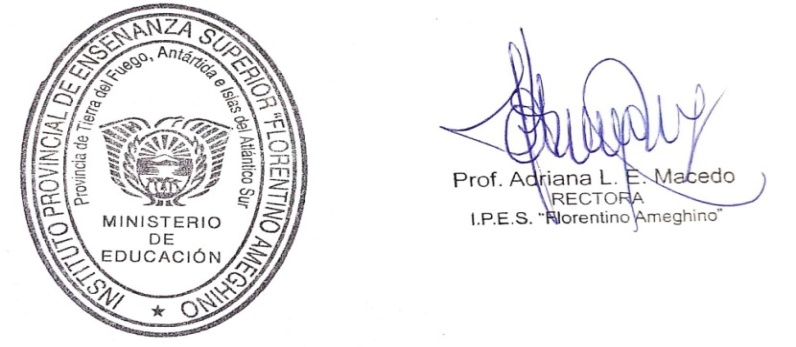 INSTITUTO PROVINCIAL DE ENSEÑANZA SUPERIOR "FLORENTINO AMEGHINO
Provincia de Tierra del Fuego, Antártida e Islas del Atlántico Sur
MINISTERIO
DE
EDUCACIÓN
Prof. Adriana L. E. Macedo
RECTORA
I.P.E.S. "Florentino Ameghino"